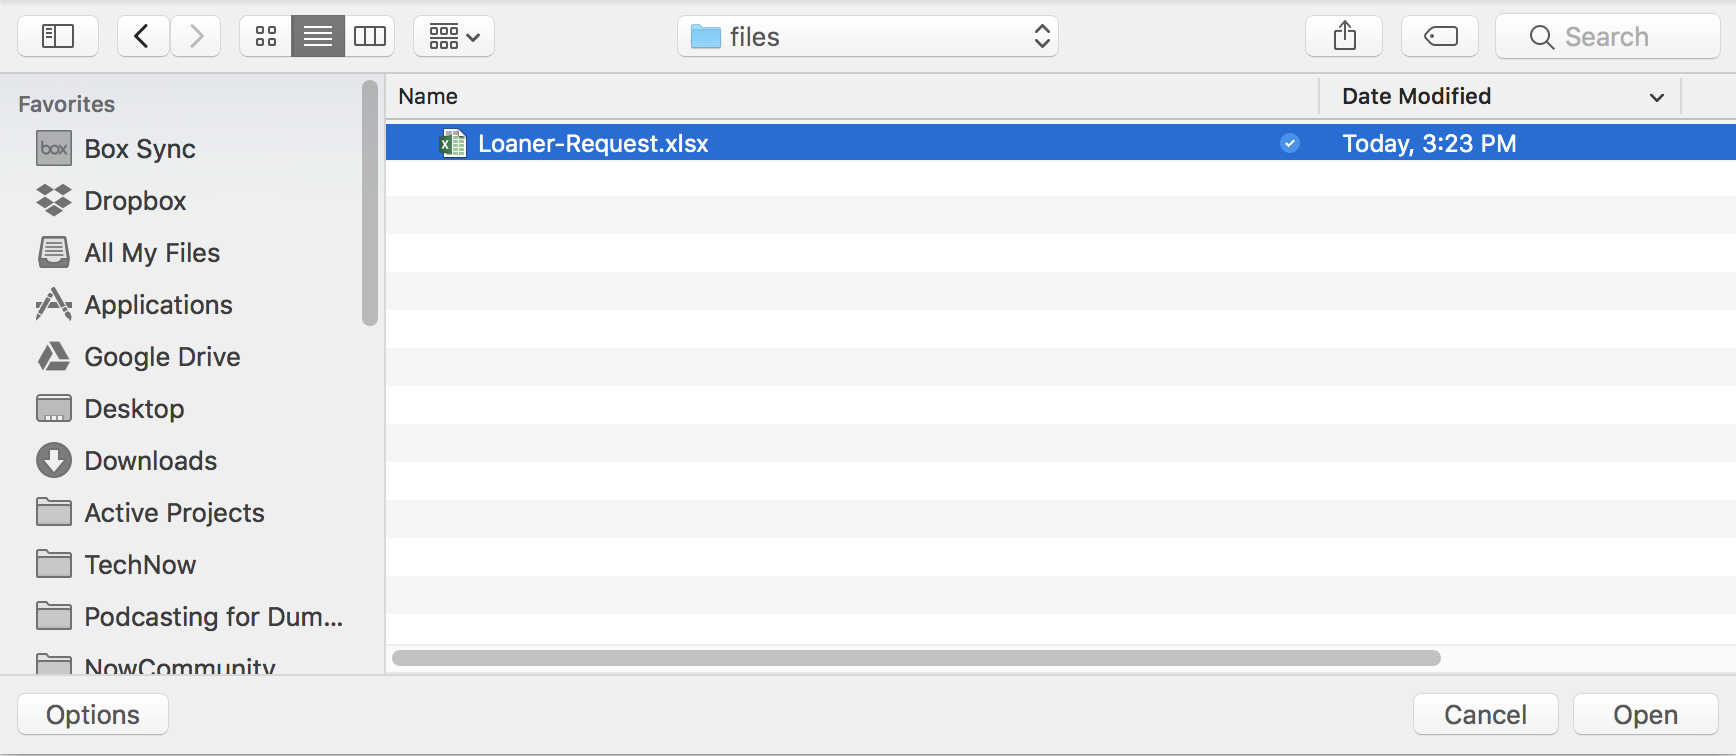 files
Search
Favorites
Name
Date Modified
box
Box Sync
Loaner-Request.xlsx
Today, 3:23 PM
Dropbox
All My Files
Applications
Google Drive
Desktop
Downloads
Active Projects
TechNow
Podcasting for Dum...
NowCommunity
Options
Cancel
Open